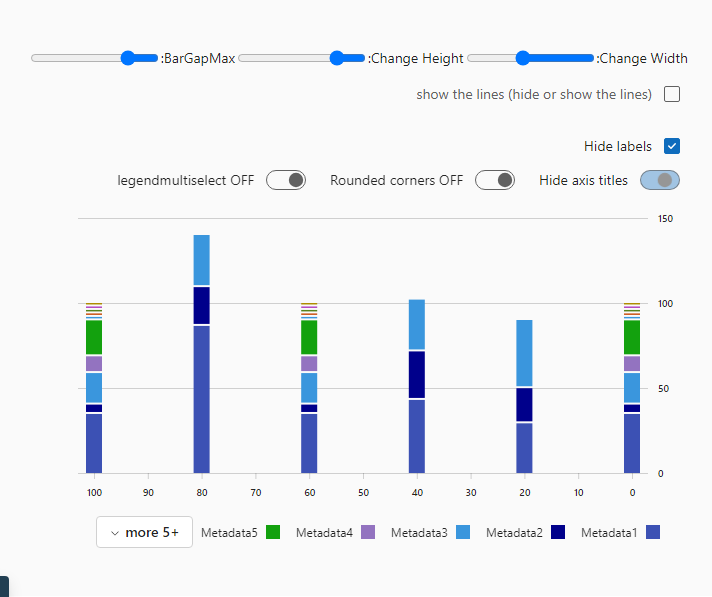 :BarGapMax :Change Height :Change Width
show the lines (hide or show the lines)
Hide labels
legendmultiselect OFF Rounded corners OFF Hide axis titles
150
100
50
0
100 90 80 70 60 50 40 30 20 10 0
more 5+ Metadata5 Metadata4 Metadata3 Metadata2 Metadata1